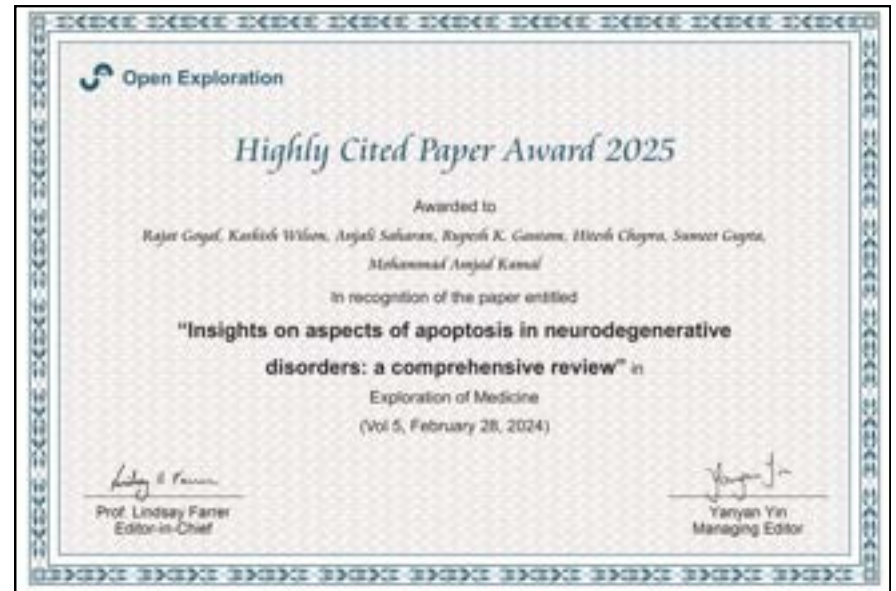 Open Exploration
Highly Cited Paper Award 2025
Awarded to
Rajat Goyal, Kashish Wilson, Anjali Saharan, Rupesh K. Gautam, Hitesh Chopra, Sumeet Gupta,
Mohammad Amjad Kamal
In recognition of the paper entitled
"Insights on aspects of apoptosis in neurodegenerative
disorders: a comprehensive review" in
Exploration of Medicine
(Vol 5, February 28, 2024)
Prof. Lindsay Farrer
Editor-in-Chief
Yanyan Yin
Managing Editor